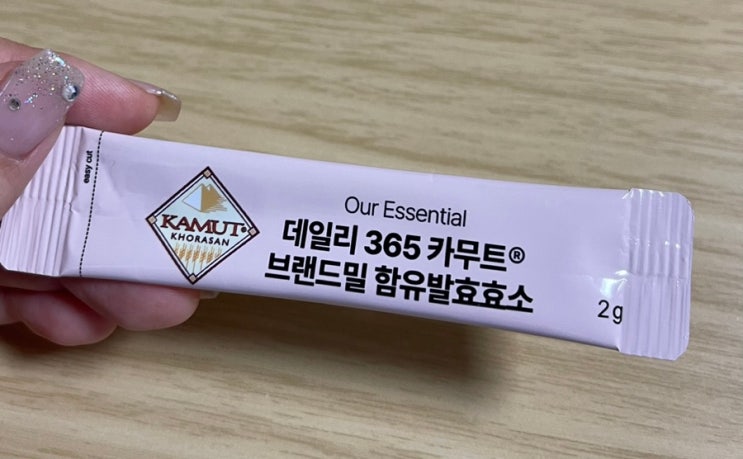 easy cut
KAMUT®
KHORASAN
Our Essential
데일리 365 카무트®
브랜드밀 함유발효효소
2g